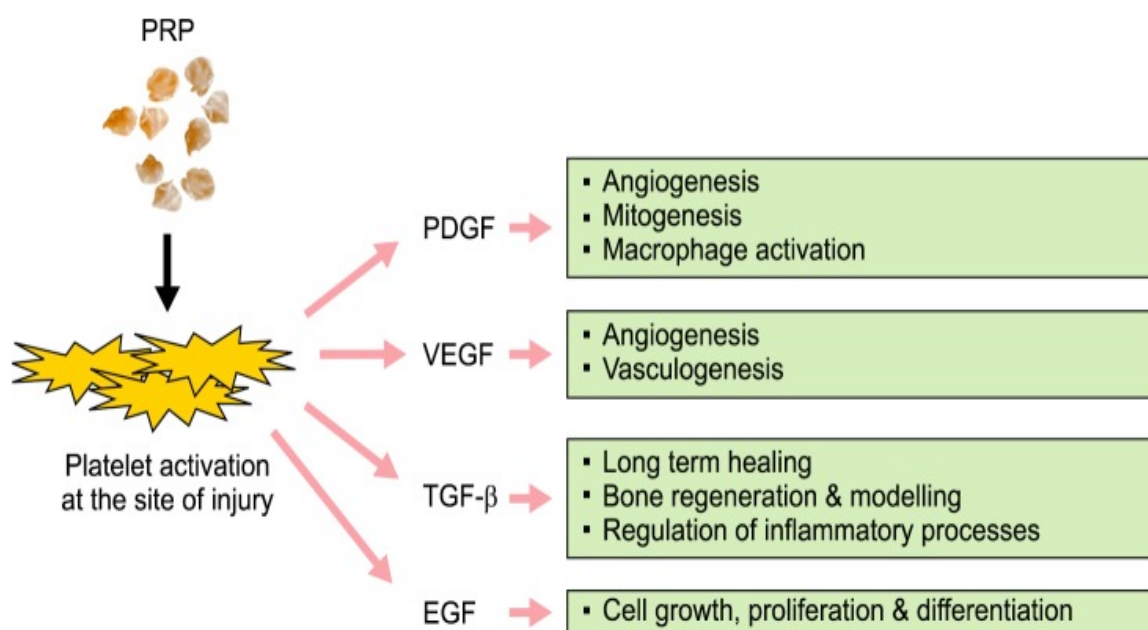 PRP
Platelet activation
at the site of injury
PDGF
▪ Angiogenesis
▪ Mitogenesis
▪ Macrophage activation
VEGF
▪ Angiogenesis
▪ Vasculogenesis
TGF-β
▪ Long term healing
▪ Bone regeneration & modelling
▪ Regulation of inflammatory processes
EGF
▪ Cell growth, proliferation & differentiation